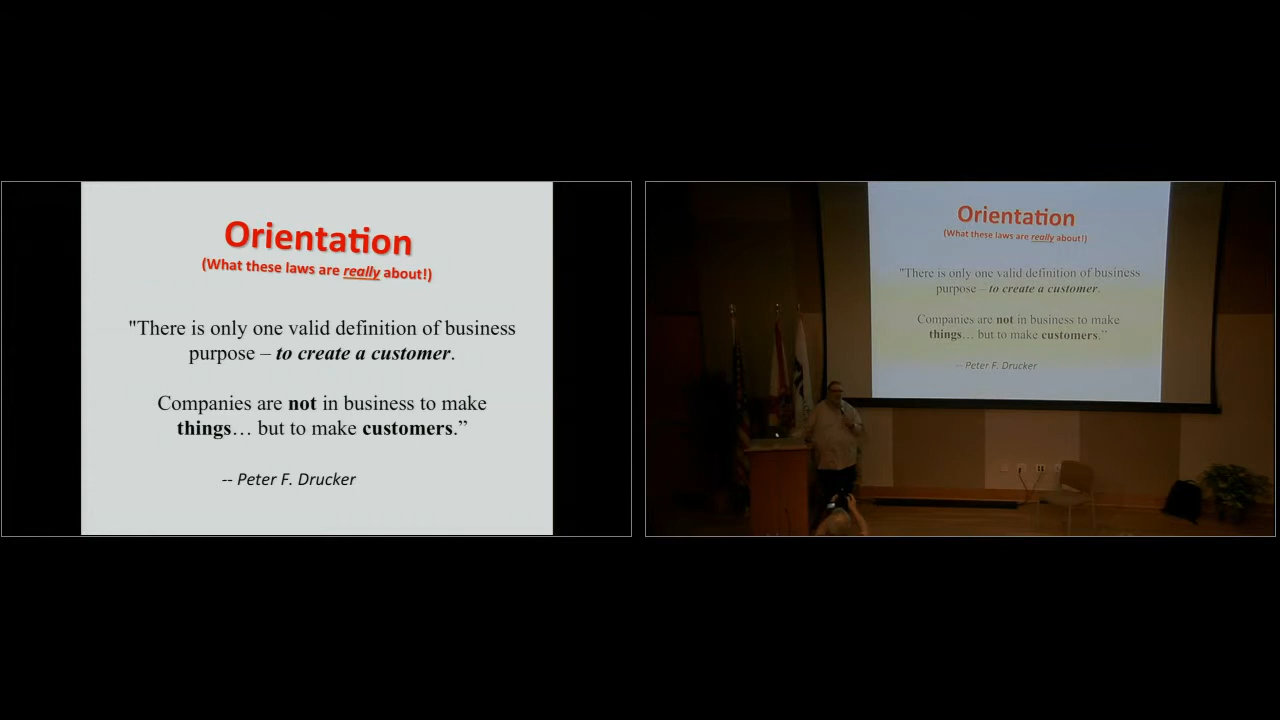 Orientation
(What these laws are really about!)
"There is only one valid definition of business
purpose – to create a customer.
Companies are not in business to make
things… but to make customers.”
-- Peter F. Drucker
Orientation
(What these laws are really about!)
"There is only one valid definition of business
purpose – to create a customer.
Companies are not in business to make
things… but to make customers.”
-- Peter F. Drucker